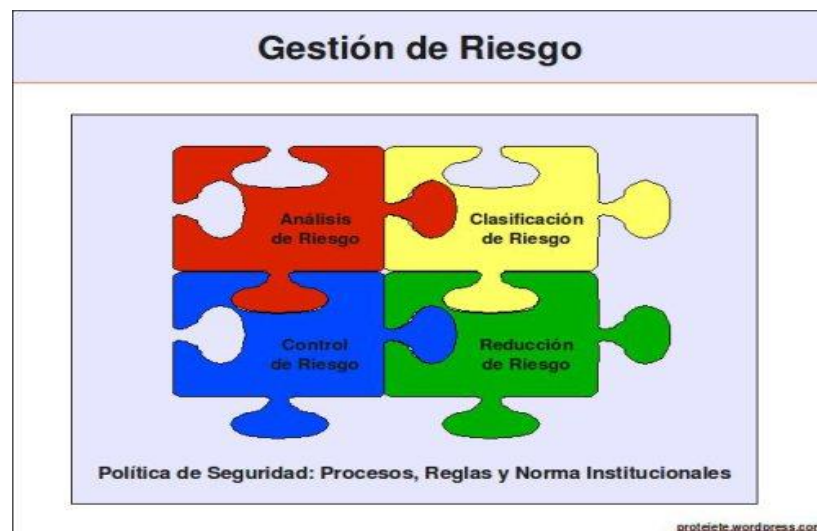 Gestión de Riesgo
Análisis
de Riesgo
Clasificación
de Riesgo
Control
de Riesgo
Reducción
de Riesgo
Política de Seguridad: Procesos, Reglas y Norma Institucionales
protejete.wordpress.com